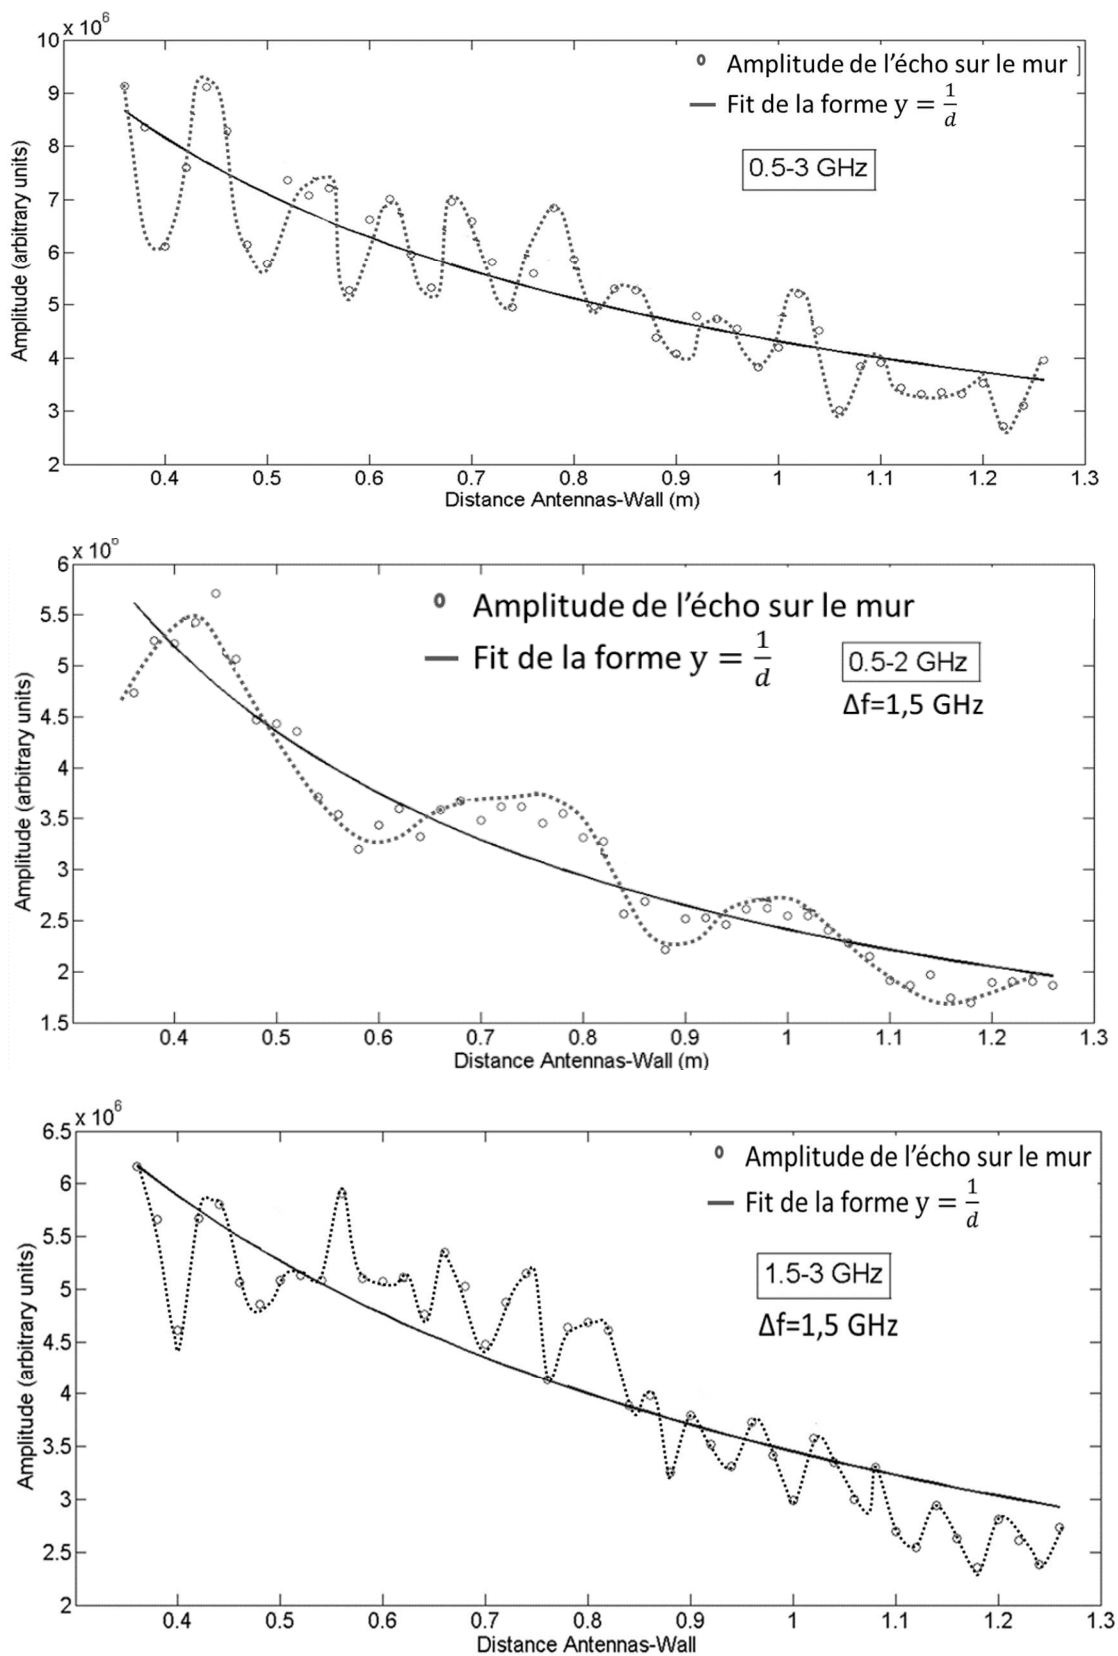 x 10⁶
10
9
8
7
6
5
4
3
2
Amplitude (arbitrary units)
Amplitude de l'écho sur le mur
Fit de la forme y = 1/d
0.5-3 GHz
0.4 0.5 0.6 0.7 0.8 0.9 1 1.1 1.2 1.3
Distance Antennas-Wall (m)
x 10⁶
6
5.5
5
4.5
4
3.5
3
2.5
2
1.5
Amplitude (arbitrary units)
Amplitude de l'écho sur le mur
Fit de la forme y = 1/d
0.5-2 GHz
Δf=1,5 GHz
0.4 0.5 0.6 0.7 0.8 0.9 1 1.1 1.2 1.3
Distance Antennas-Wall (m)
x 10⁶
6.5
6
5.5
5
4.5
4
3.5
3
2.5
2
Amplitude (arbitrary units)
Amplitude de l'écho sur le mur
Fit de la forme y = 1/d
1.5-3 GHz
Δf=1,5 GHz
0.4 0.5 0.6 0.7 0.8 0.9 1 1.1 1.2 1.3
Distance Antennas-Wall